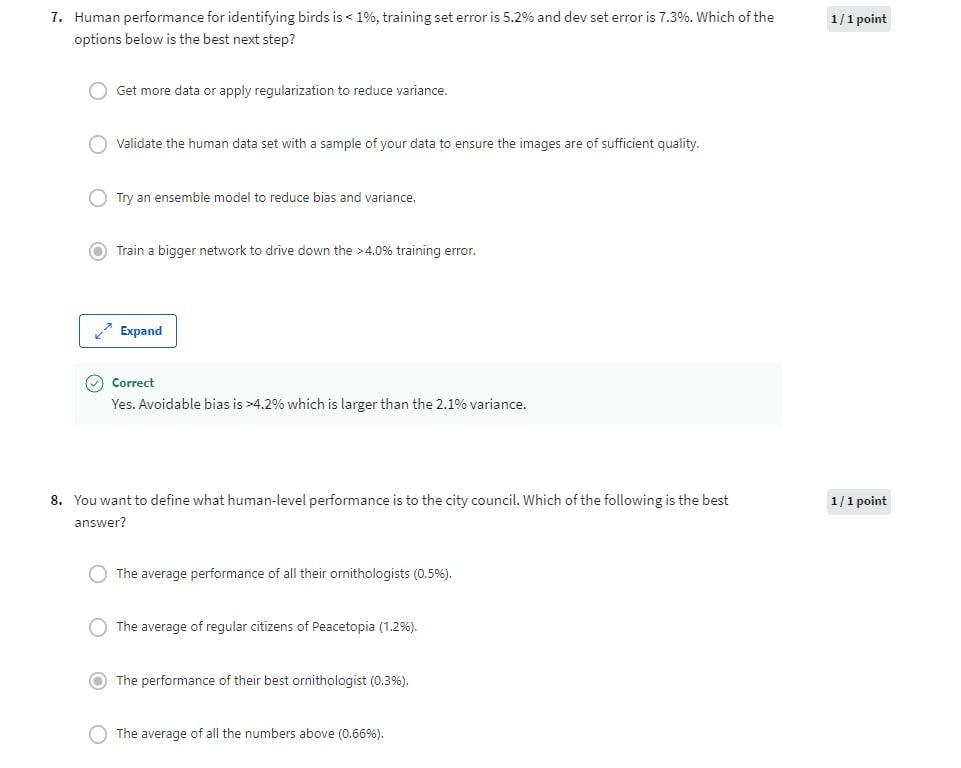 7. Human performance for identifying birds is < 1%, training set error is 5.2% and dev set error is 7.3%. Which of the
options below is the best next step?
1 / 1 point
Get more data or apply regularization to reduce variance.
Validate the human data set with a sample of your data to ensure the images are of sufficient quality.
Try an ensemble model to reduce bias and variance.
Train a bigger network to drive down the >4.0% training error.
Expand
Correct
Yes. Avoidable bias is >4.2% which is larger than the 2.1% variance.
8. You want to define what human-level performance is to the city council. Which of the following is the best
answer?
1 / 1 point
The average performance of all their ornithologists (0.5%).
The average of regular citizens of Peacetopia (1.2%).
The performance of their best ornithologist (0.3%).
The average of all the numbers above (0.66%).